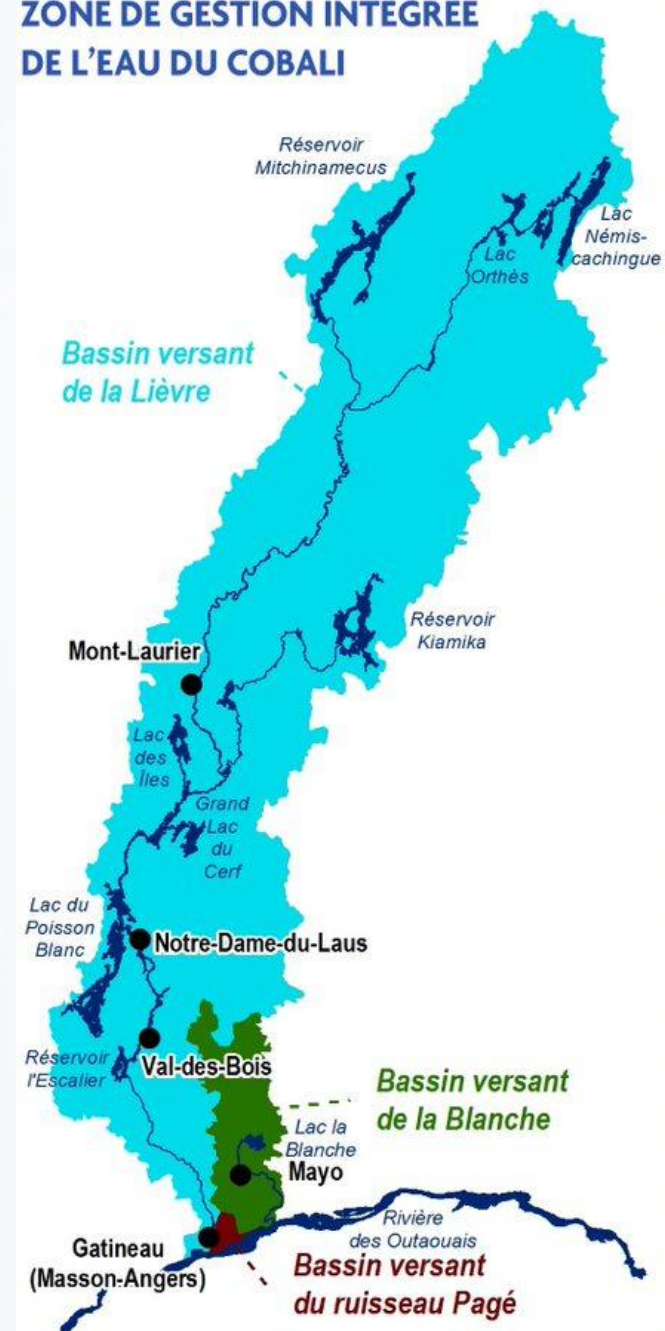 ZONE DE GESTION INTÉGRÉE
DE L'EAU DU COBALI
Réservoir
Mitchinamecus
Lac
Némis-
cachingue
Lac
Orthès
Bassin versant
de la Lièvre
Réservoir
Kiamika
Mont-Laurier
Lac
des
Îles
Grand
Lac
du
Cerf
Lac du
Poisson
Blanc
Notre-Dame-du-Laus
Réservoir
l'Escalier
Val-des-Bois
Bassin versant
de la Blanche
Lac la
Blanche
Mayo
Rivière
des Outaouais
Gatineau
(Masson-Angers)
Bassin versant
du ruisseau Pagé